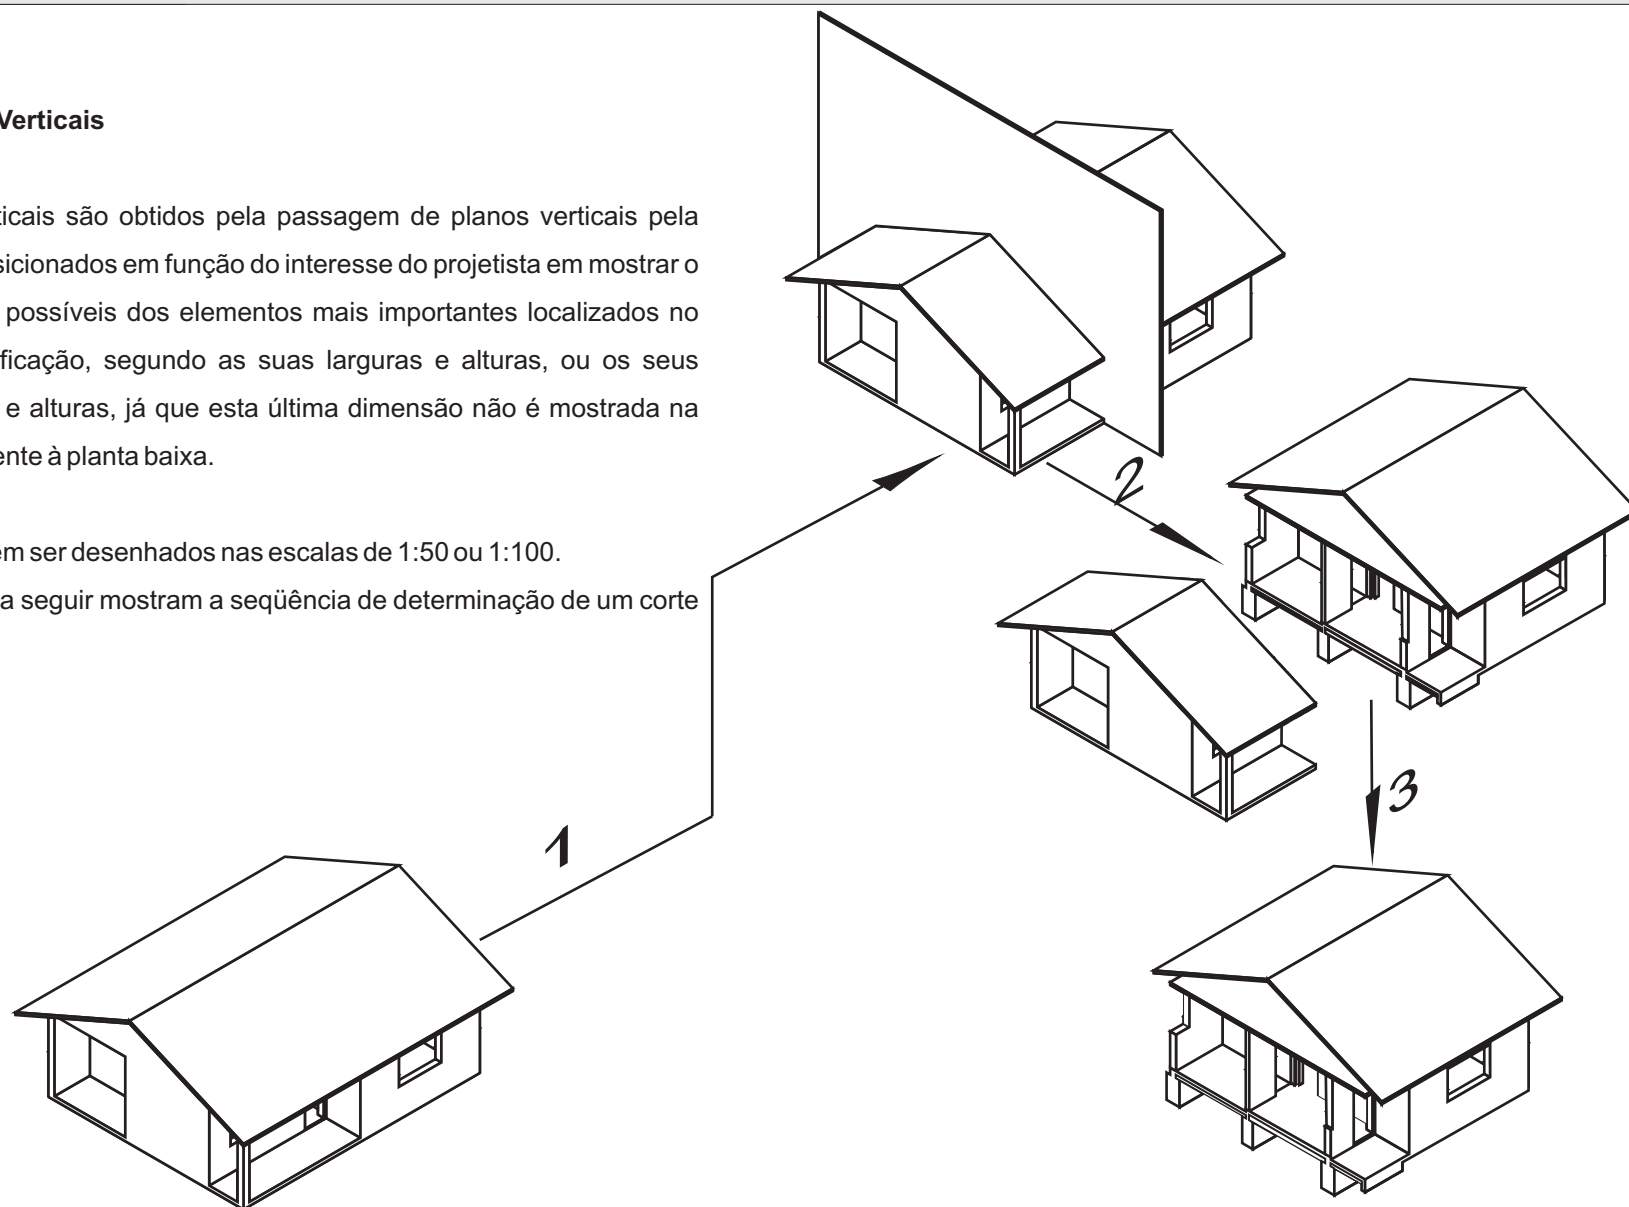 Verticais
ticais são obtidos pela passagem de planos verticais pela
sicionados em função do interesse do projetista em mostrar o
possíveis dos elementos mais importantes localizados no
ficação, segundo as suas larguras e alturas, ou os seus
e alturas, já que esta última dimensão não é mostrada na
ente à planta baixa.
em ser desenhados nas escalas de 1:50 ou 1:100.
a seguir mostram a seqüência de determinação de um corte
2
3
1